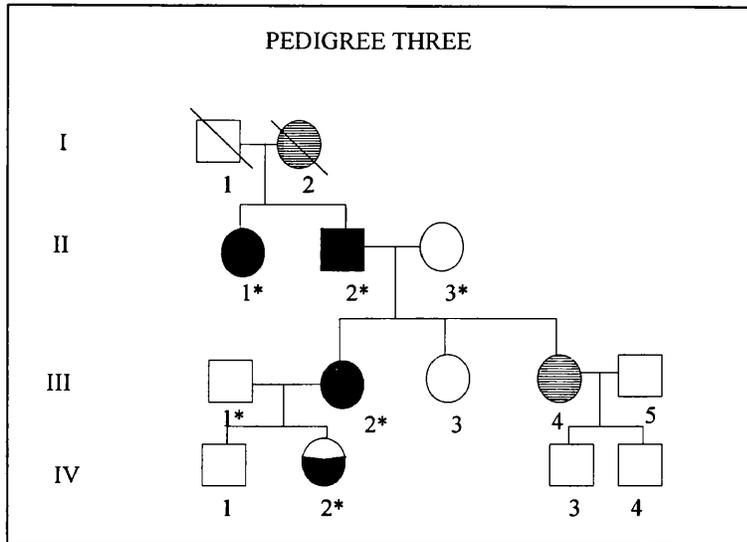 PEDIGREE THREE
I
1 2
II
1* 2* 3*
III
1* 2* 3 4 5
IV
1 2* 3 4